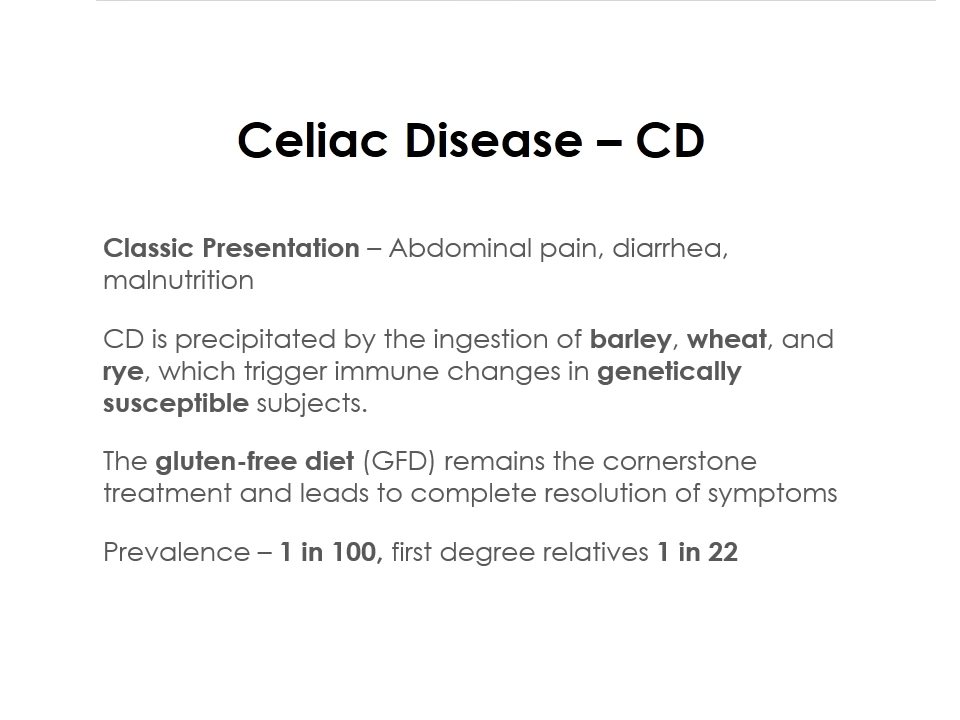 Celiac Disease – CD
Classic Presentation – Abdominal pain, diarrhea,
malnutrition
CD is precipitated by the ingestion of barley, wheat, and
rye, which trigger immune changes in genetically
susceptible subjects.
The gluten-free diet (GFD) remains the cornerstone
treatment and leads to complete resolution of symptoms
Prevalence – 1 in 100, first degree relatives 1 in 22